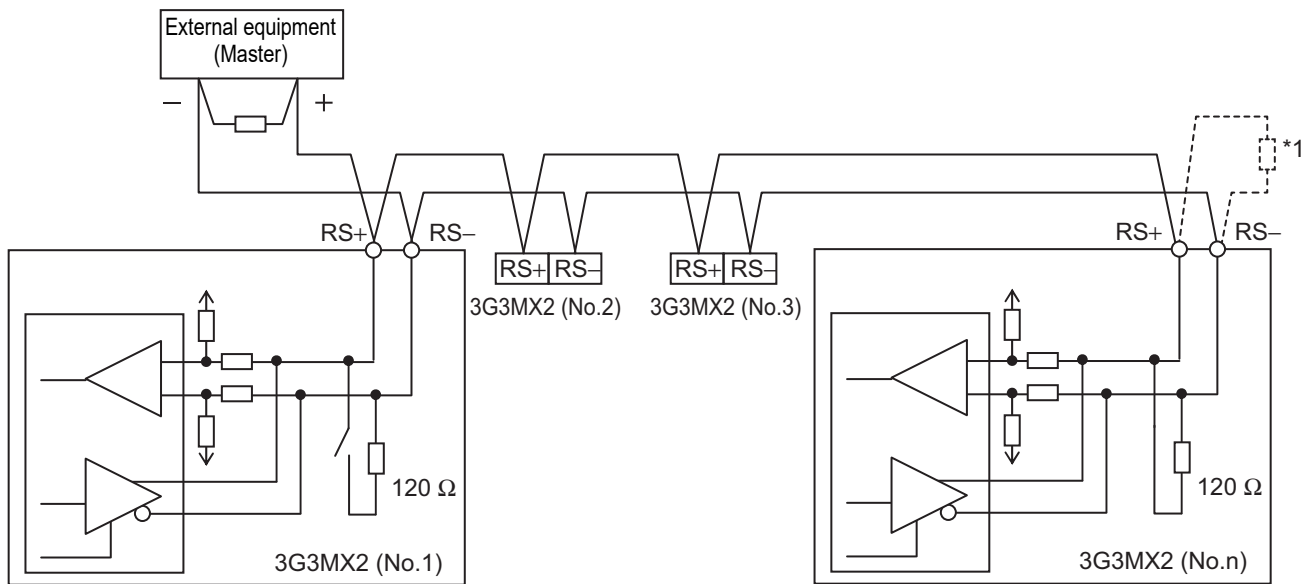 External equipment
(Master)
− +
*1
RS+ RS−
RS+ RS−
RS+ RS−
RS+ RS−
3G3MX2 (No.2)
3G3MX2 (No.3)
120 Ω
120 Ω
3G3MX2 (No.1)
3G3MX2 (No.n)